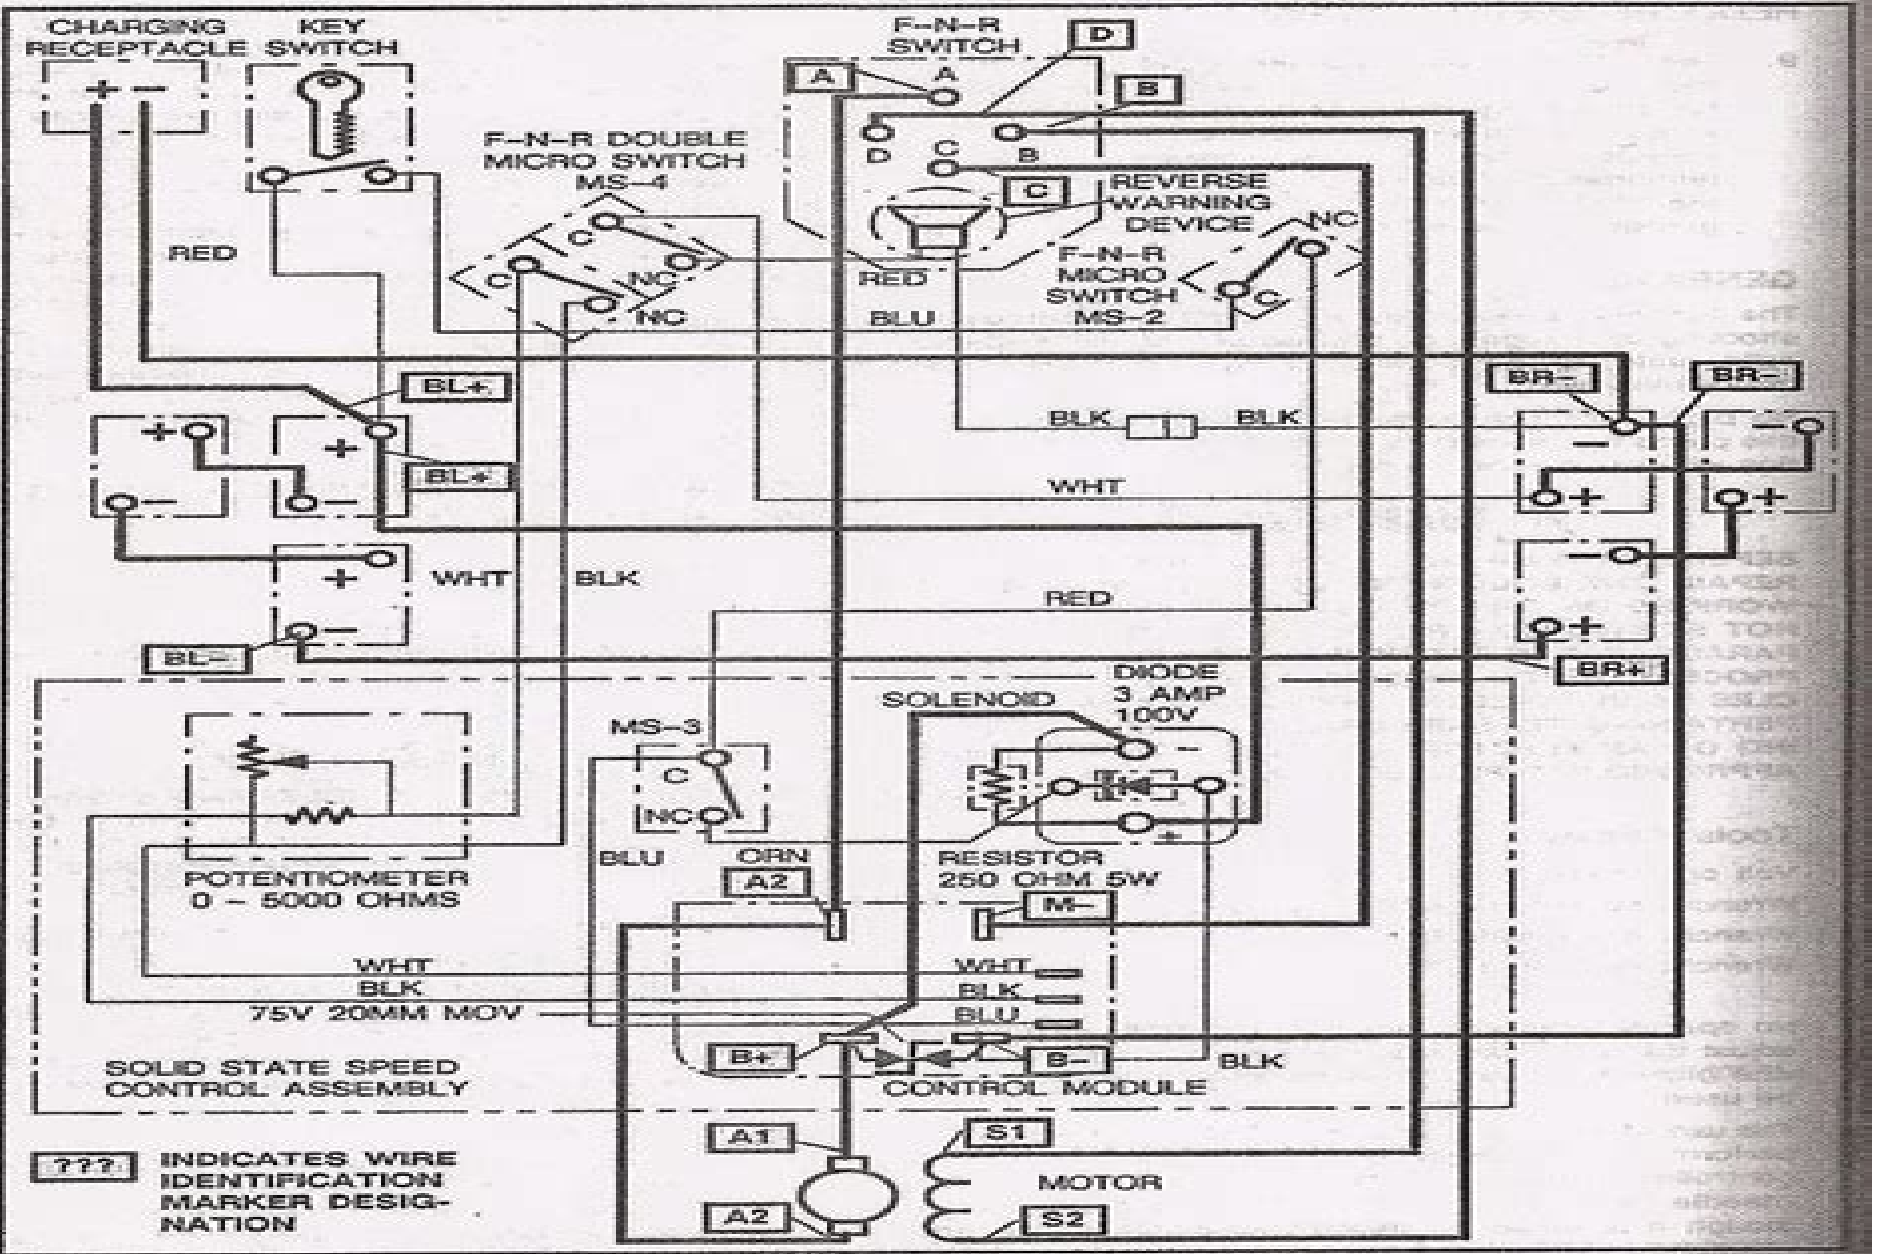 CHARGING
RECEPTACLE
KEY
SWITCH
+ −
F-N-R
SWITCH
D
A
A
B
D
C
B
C
F-N-R DOUBLE
MICRO SWITCH
MS-4
C
C
NC
NC
REVERSE
WARNING
DEVICE
NC
F-N-R
MICRO
SWITCH
MS-2
C
RED
RED
BLU
BL+
BR-
BR-
BLK
BLK
+
+
−
−
BL+
−
−
WHT
+
+
WHT
BLK
+
−
RED
−
BL-
+
BR+
DIODE
3 AMP
100V
SOLENOID
MS-3
−
C
NC
+
BLU
ORN
A2
RESISTOR
250 OHM 5W
M-
POTENTIOMETER
0 - 5000 OHMS
WHT
WHT
BLK
BLK
75V 20MM MOV
BLU
B+
B-
BLK
SOLID STATE SPEED
CONTROL ASSEMBLY
CONTROL MODULE
A1
S1
???
INDICATES WIRE
IDENTIFICATION
MARKER DESIG-
NATION
MOTOR
A2
S2